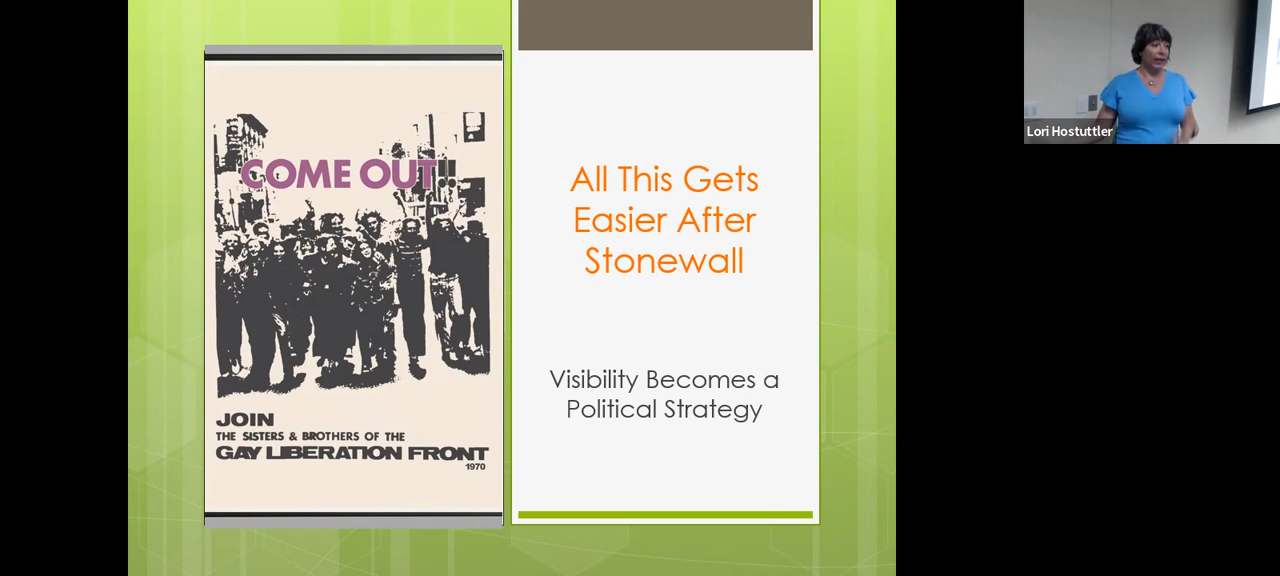 COME OUT!!
JOIN
THE SISTERS & BROTHERS OF THE
GAY LIBERATION FRONT
1970
All This Gets
Easier After
Stonewall
Visibility Becomes a
Political Strategy
Lori Hostuttler